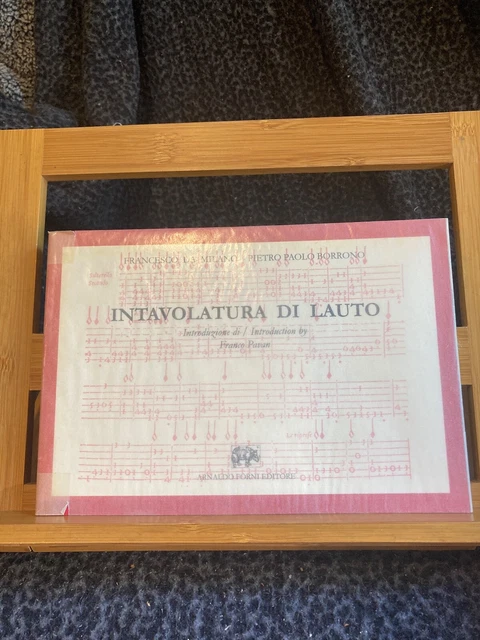 FRANCESCO DA MILANO - PIETRO PAOLO BORRONO
INTAVOLATURA DI LAUTO
Introduzione di / Introduction by
Franco Pavan
ARNALDO FORNI EDITORE